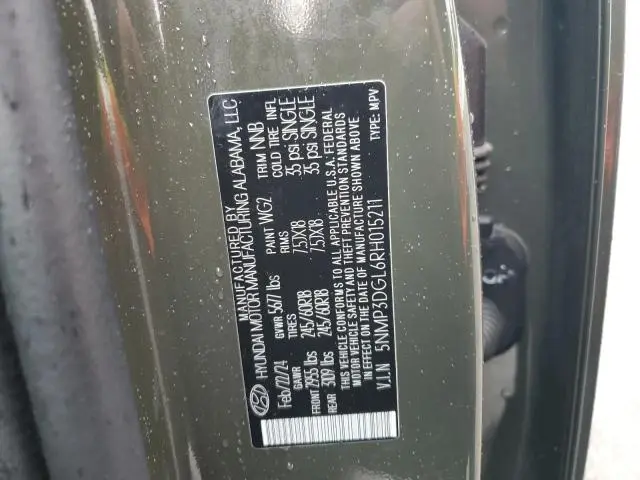 MANUFACTURED BY
HYUNDAI MOTOR MANUFACTURING ALABAMA, LLC
Feb/22/24 GVWR 5677 lbs PAINT WGZ TRIM NNB
GAWR TIRES RIMS COLD TIRE INFL
FRONT 2955 lbs 245/60R18 7.5JX18 35 psi SINGLE
REAR 3109 lbs 245/60R18 7.5JX18 35 psi SINGLE
THIS VEHICLE CONFORMS TO ALL APPLICABLE U.S.A. FEDERAL
MOTOR VEHICLE SAFETY AND THEFT PREVENTION STANDARDS
IN EFFECT ON THE DATE OF MANUFACTURE SHOWN ABOVE.
V.I.N 5NMP3DGL6RH015211 TYPE: MPV